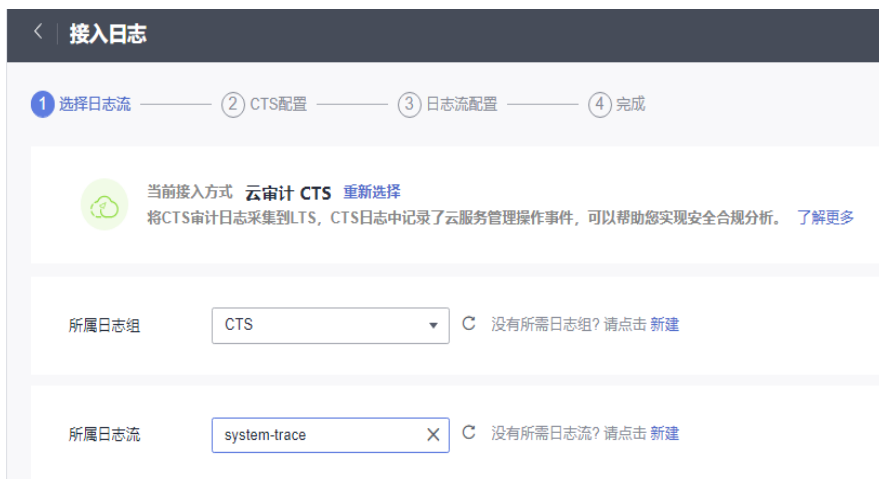 接入日志
1 选择日志流 2 CTS配置 3 日志流配置 4 完成
当前接入方式 云审计 CTS 重新选择
将CTS审计日志采集到LTS，CTS日志中记录了云服务管理操作事件，可以帮助您实现安全合规分析。 了解更多
所属日志组 CTS 没有所需日志组? 请点击 新建
所属日志流 system-trace 没有所需日志流? 请点击 新建